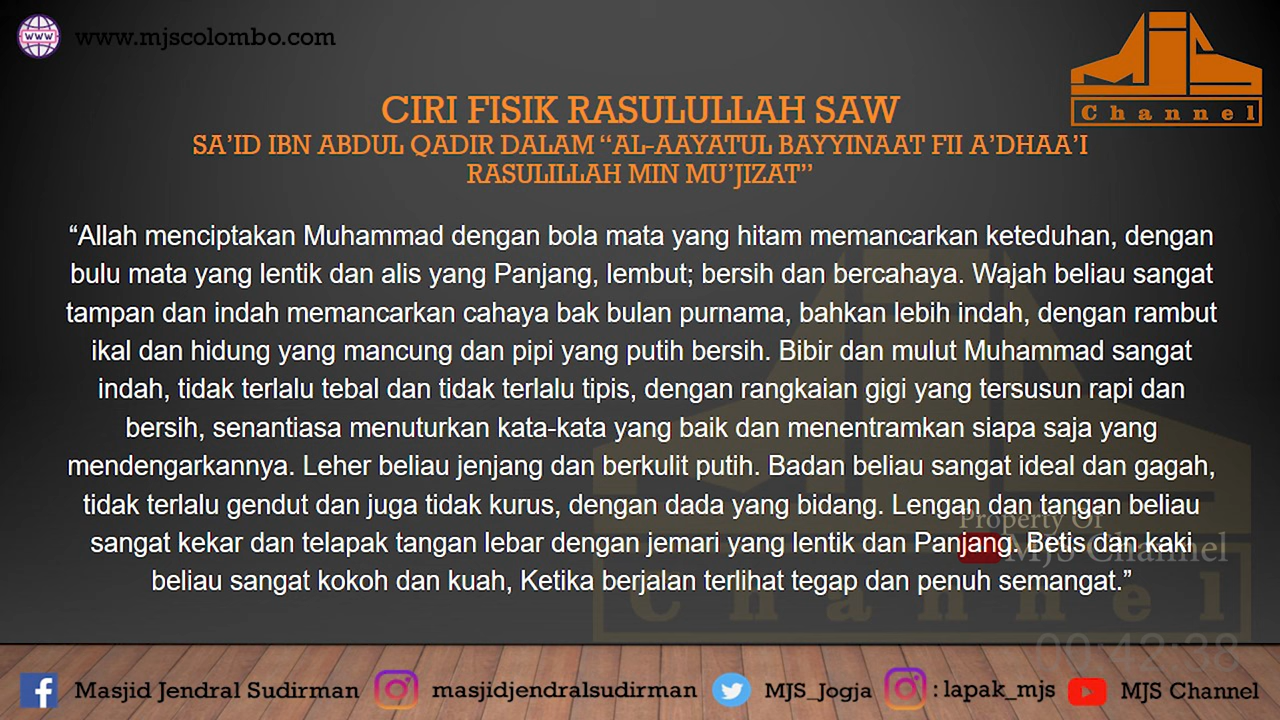 www.mjscolombo.com
MJS
Channel
CIRI FISIK RASULULLAH SAW
SA’ID IBN ABDUL QADIR DALAM “AL-AAYATUL BAYYINAAT FII A’DHAA’I
RASULILLAH MIN MU’JIZAT”
“Allah menciptakan Muhammad dengan bola mata yang hitam memancarkan keteduhan, dengan
bulu mata yang lentik dan alis yang Panjang, lembut; bersih dan bercahaya. Wajah beliau sangat
tampan dan indah memancarkan cahaya bak bulan purnama, bahkan lebih indah, dengan rambut
ikal dan hidung yang mancung dan pipi yang putih bersih. Bibir dan mulut Muhammad sangat
indah, tidak terlalu tebal dan tidak terlalu tipis, dengan rangkaian gigi yang tersusun rapi dan
bersih, senantiasa menuturkan kata-kata yang baik dan menentramkan siapa saja yang
mendengarkannya. Leher beliau jenjang dan berkulit putih. Badan beliau sangat ideal dan gagah,
tidak terlalu gendut dan juga tidak kurus, dengan dada yang bidang. Lengan dan tangan beliau
sangat kekar dan telapak tangan lebar dengan jemari yang lentik dan Panjang. Betis dan kaki
beliau sangat kokoh dan kuah, Ketika berjalan terlihat tegap dan penuh semangat.”
Property Of
MJS Channel
Channel
00:42:38
Masjid Jendral Sudirman masjidjendralsudirman MJS_Jogja : lapak_mjs MJS Channel